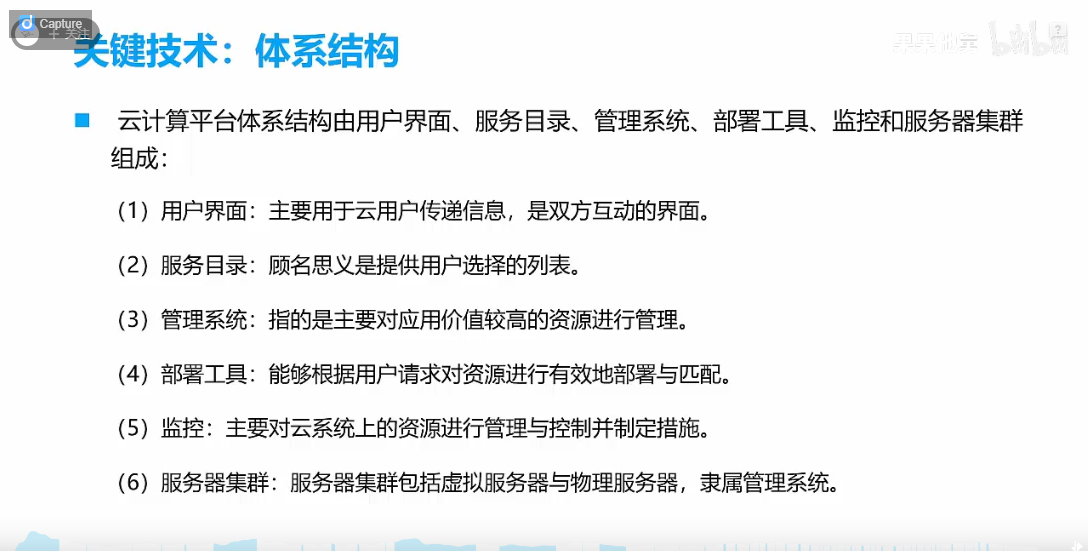 Capture
+ 关注
关键技术：体系结构
bilibili
云计算平台体系结构由用户界面、服务目录、管理系统、部署工具、监控和服务器集群
组成：
（1）用户界面：主要用于云用户传递信息，是双方互动的界面。
（2）服务目录：顾名思义是提供用户选择的列表。
（3）管理系统：指的是主要对应用价值较高的资源进行管理。
（4）部署工具：能够根据用户请求对资源进行有效地部署与匹配。
（5）监控：主要对云系统上的资源进行管理与控制并制定措施。
（6）服务器集群：服务器集群包括虚拟服务器与物理服务器，隶属管理系统。